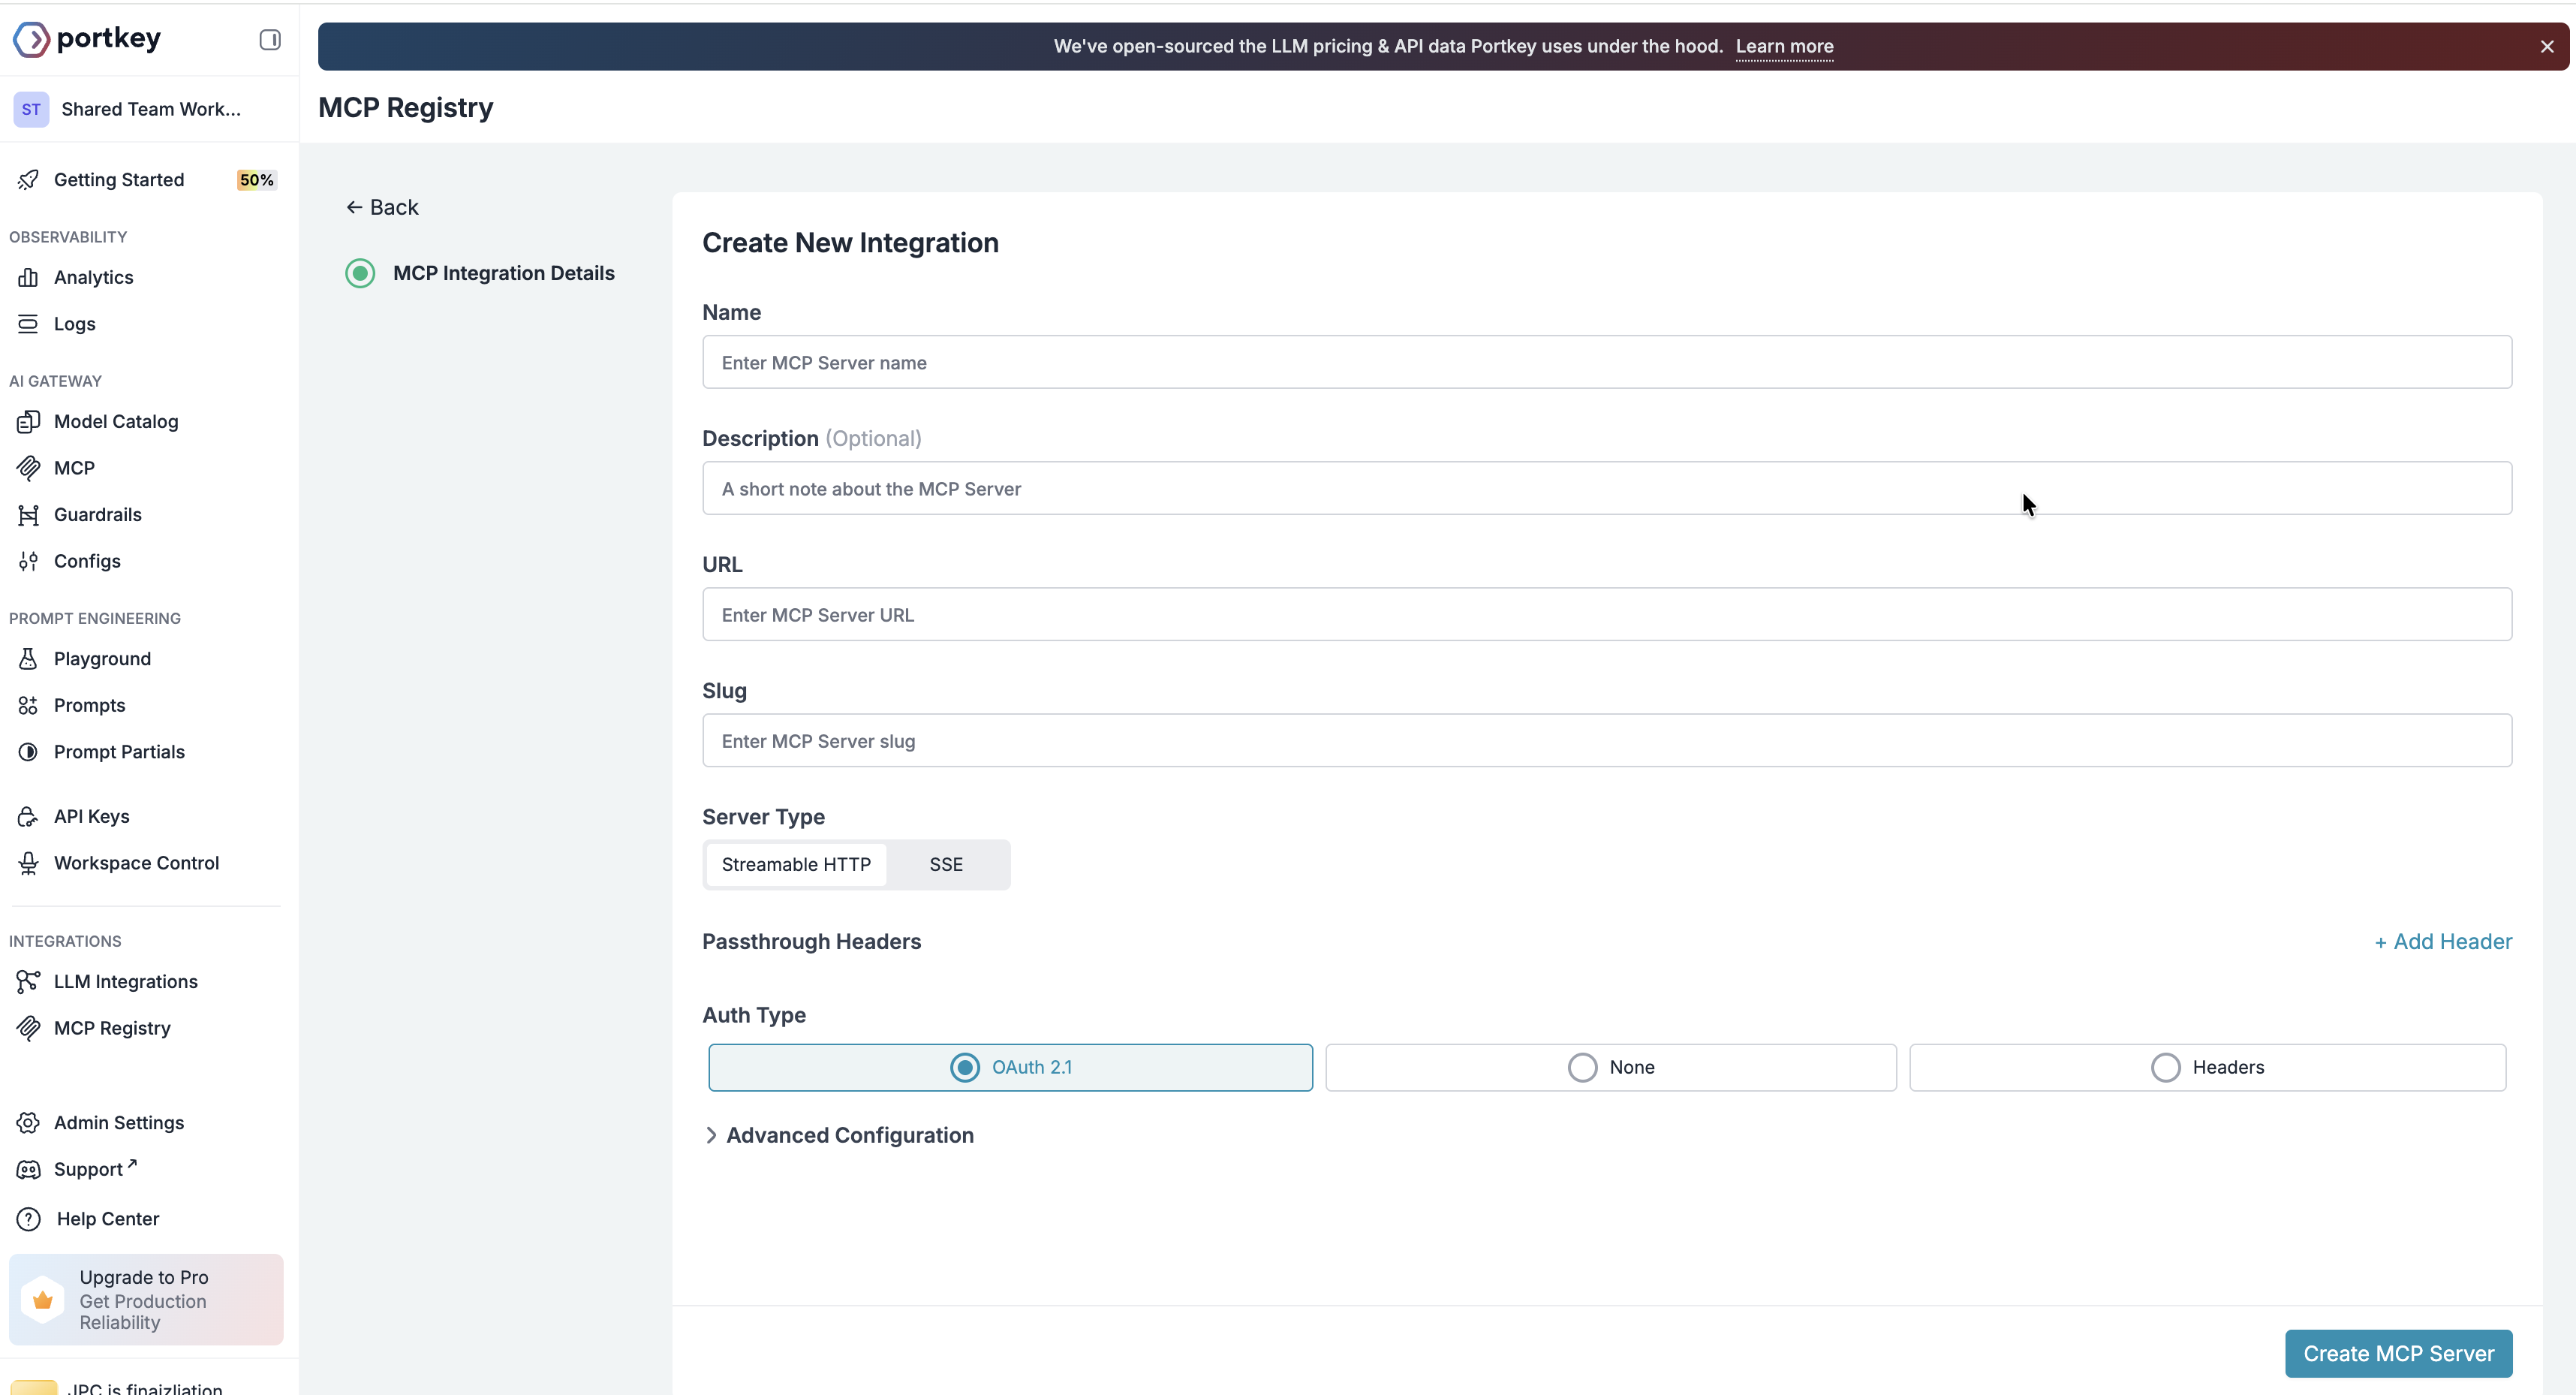 portkey
We've open-sourced the LLM pricing & API data Portkey uses under the hood. Learn more
ST Shared Team Work...
MCP Registry
Getting Started 50%
OBSERVABILITY
Analytics
Logs
AI GATEWAY
Model Catalog
MCP
Guardrails
Configs
PROMPT ENGINEERING
Playground
Prompts
Prompt Partials
API Keys
Workspace Control
INTEGRATIONS
LLM Integrations
MCP Registry
Admin Settings
Support
Help Center
Upgrade to Pro
Get Production
Reliability
JPC is finaizliation
Back
MCP Integration Details
Create New Integration
Name
Enter MCP Server name
Description (Optional)
A short note about the MCP Server
URL
Enter MCP Server URL
Slug
Enter MCP Server slug
Server Type
Streamable HTTP SSE
Passthrough Headers + Add Header
Auth Type
OAuth 2.1 None Headers
Advanced Configuration
Create MCP Server